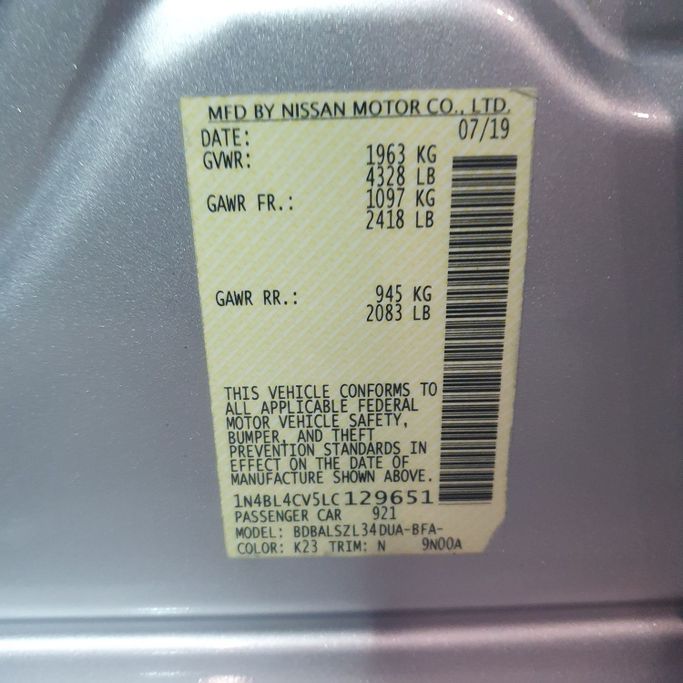 MFD BY NISSAN MOTOR CO., LTD.
DATE: 07/19
GVWR: 1963 KG
4328 LB
GAWR FR.: 1097 KG
2418 LB
GAWR RR.: 945 KG
2083 LB
THIS VEHICLE CONFORMS TO
ALL APPLICABLE FEDERAL
MOTOR VEHICLE SAFETY,
BUMPER, AND THEFT
PREVENTION STANDARDS IN
EFFECT ON THE DATE OF
MANUFACTURE SHOWN ABOVE.
1N4BL4CV5LC129651
PASSENGER CAR 921
MODEL: BDBALSZL34DUA-BFA-
COLOR: K23 TRIM: N 9N00A